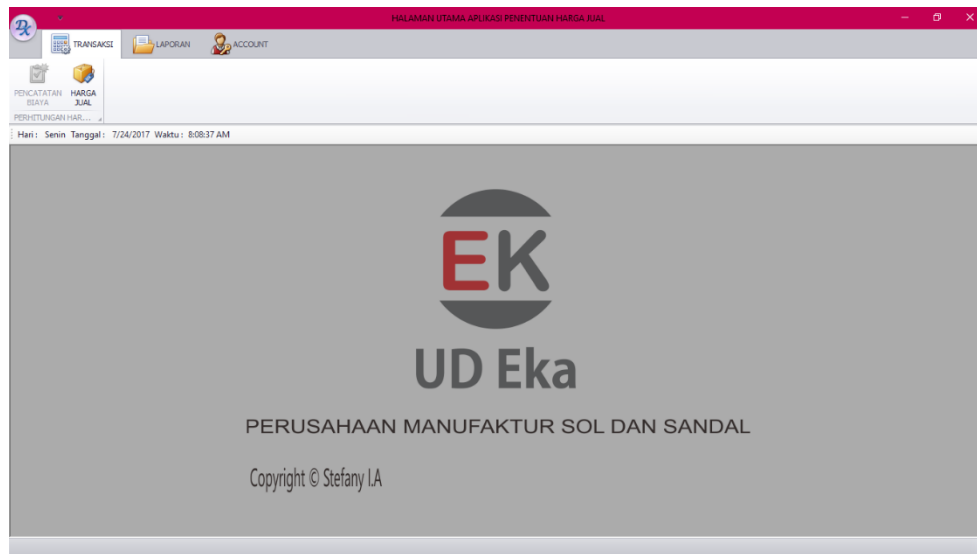 HALAMAN UTAMA APLIKASI PENENTUAN HARGA JUAL
TRANSAKSI LAPORAN ACCOUNT
PENCATATAN BIAYA
HARGA JUAL
PERHITUNGAN HAR...
Hari : Senin Tanggal : 7/24/2017 Waktu : 8:08:37 AM
EK
UD Eka
PERUSAHAAN MANUFAKTUR SOL DAN SANDAL
Copyright © Stefany I.A